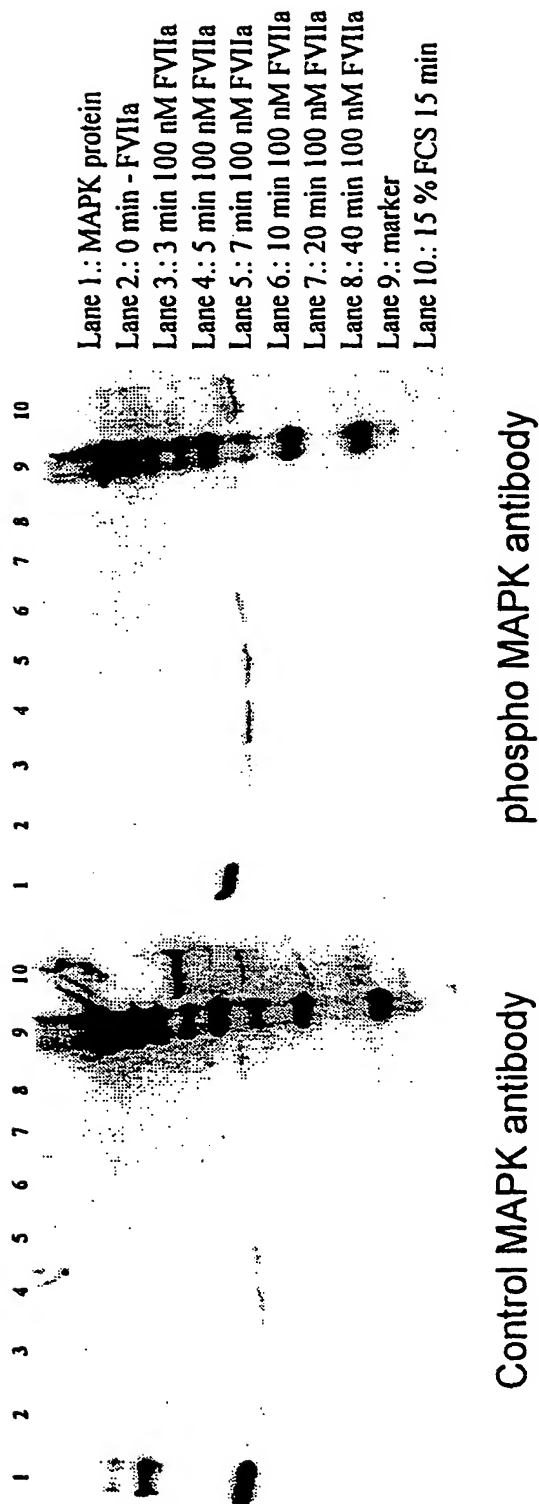 1 2 3 4 5 6 7 8 9 10
1 2 3 4 5 6 7 8 9 10
Lane 1.: MAPK protein
Lane 2.: 0 min - FVIIa
Lane 3.: 3 min 100 nM FVIIa
Lane 4.: 5 min 100 nM FVIIa
Lane 5.: 7 min 100 nM FVIIa
Lane 6.: 10 min 100 nM FVIIa
Lane 7.: 20 min 100 nM FVIIa
Lane 8.: 40 min 100 nM FVIIa
Lane 9.: marker
Lane 10.: 15 % FCS 15 min
Control MAPK antibody
phospho MAPK antibody